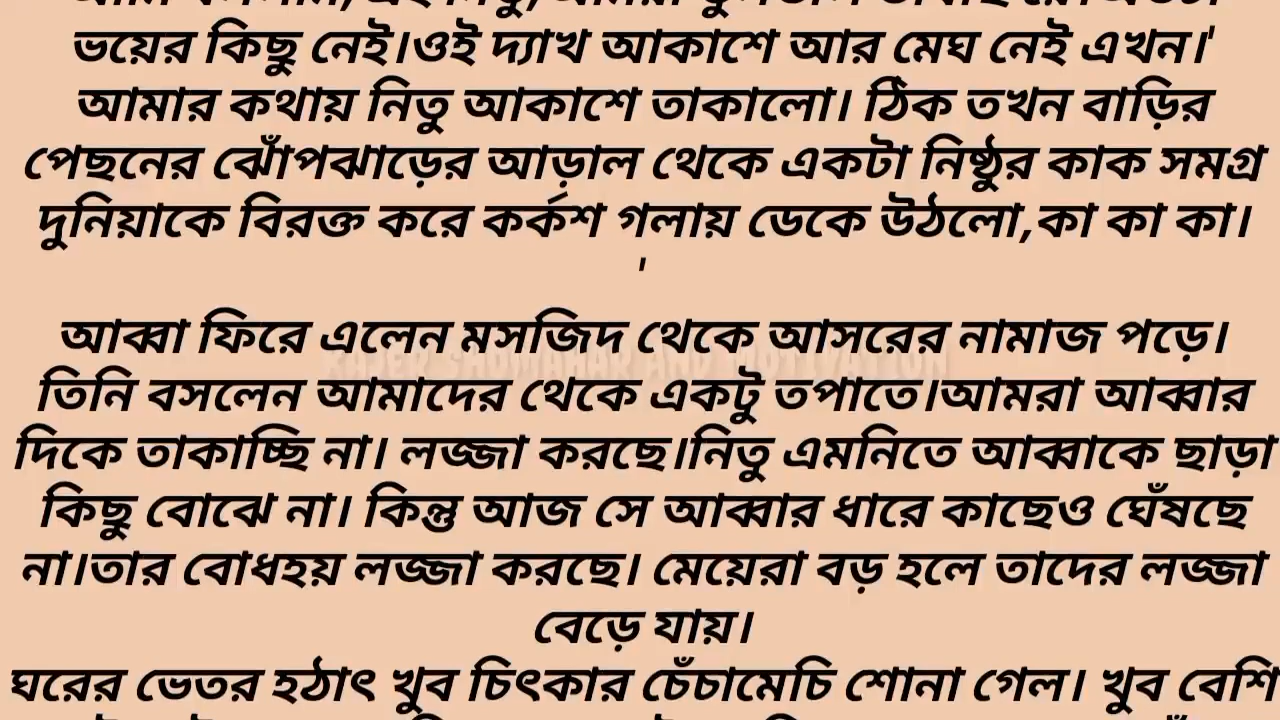 ভয়ের কিছু নেই।ওই দ্যাখ আকাশে আর মেঘ নেই এখন।'
আমার কথায় নিতু আকাশে তাকালো। ঠিক তখন বাড়ির
পেছনের ঝোঁপঝাড়ের আড়াল থেকে একটা নিষ্ঠুর কাক সমগ্র
দুনিয়াকে বিরক্ত করে কর্কশ গলায় ডেকে উঠলো,কা কা কা।
'
আব্বা ফিরে এলেন মসজিদ থেকে আসরের নামাজ পড়ে।
তিনি বসলেন আমাদের থেকে একটু তপাতে।আমরা আব্বার
দিকে তাকাচ্ছি না। লজ্জা করছে।নিতু এমনিতে আব্বাকে ছাড়া
কিছু বোঝে না। কিন্তু আজ সে আব্বার ধারে কাছেও ঘেঁষছে
না।তার বোধহয় লজ্জা করছে। মেয়েরা বড় হলে তাদের লজ্জা
বেড়ে যায়।
ঘরের ভেতর হঠাৎ খুব চিৎকার চেঁচামেচি শোনা গেল। খুব বেশি